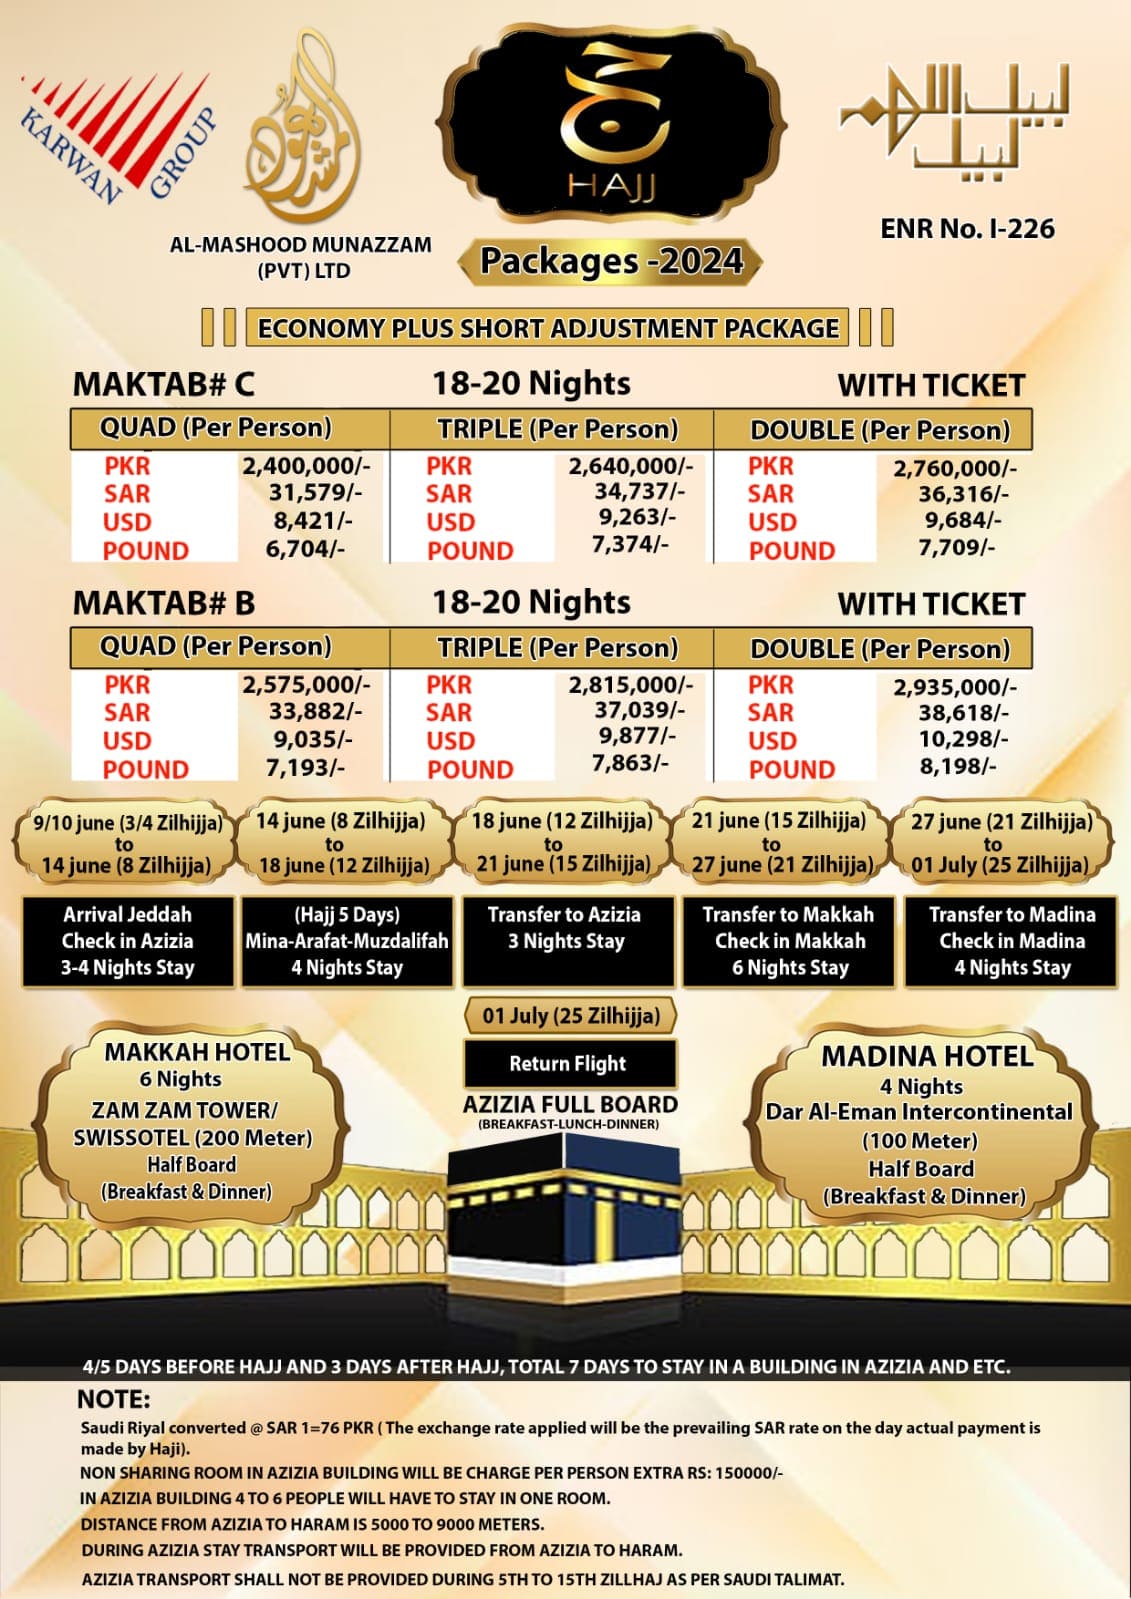 KARWAN GROUP
المشہود
حج
HAJJ
لبيك اللهم
لبيك
AL-MASHOOD MUNAZZAM
(PVT) LTD
ENR No. I-226
Packages -2024
ECONOMY PLUS SHORT ADJUSTMENT PACKAGE
MAKTAB# C 18-20 Nights WITH TICKET
QUAD (Per Person) TRIPLE (Per Person) DOUBLE (Per Person)
PKR 2,400,000/- PKR 2,640,000/- PKR 2,760,000/-
SAR 31,579/- SAR 34,737/- SAR 36,316/-
USD 8,421/- USD 9,263/- USD 9,684/-
POUND 6,704/- POUND 7,374/- POUND 7,709/-
MAKTAB# B 18-20 Nights WITH TICKET
QUAD (Per Person) TRIPLE (Per Person) DOUBLE (Per Person)
PKR 2,575,000/- PKR 2,815,000/- PKR 2,935,000/-
SAR 33,882/- SAR 37,039/- SAR 38,618/-
USD 9,035/- USD 9,877/- USD 10,298/-
POUND 7,193/- POUND 7,863/- POUND 8,198/-
9/10 june (3/4 Zilhijja)
to
14 june (8 Zilhijja)
Arrival Jeddah
Check in Azizia
3-4 Nights Stay
14 june (8 Zilhijja)
to
18 june (12 Zilhijja)
(Hajj 5 Days)
Mina-Arafat-Muzdalifah
4 Nights Stay
18 june (12 Zilhijja)
to
21 june (15 Zilhijja)
Transfer to Azizia
3 Nights Stay
21 june (15 Zilhijja)
to
27 june (21 Zilhijja)
Transfer to Makkah
Check in Makkah
6 Nights Stay
27 june (21 Zilhijja)
to
01 July (25 Zilhijja)
Transfer to Madina
Check in Madina
4 Nights Stay
01 July (25 Zilhijja)
Return Flight
AZIZIA FULL BOARD
(BREAKFAST-LUNCH-DINNER)
MAKKAH HOTEL
6 Nights
ZAM ZAM TOWER/
SWISSOTEL (200 Meter)
Half Board
(Breakfast & Dinner)
MADINA HOTEL
4 Nights
Dar Al-Eman Intercontinental
(100 Meter)
Half Board
(Breakfast & Dinner)
4/5 DAYS BEFORE HAJJ AND 3 DAYS AFTER HAJJ, TOTAL 7 DAYS TO STAY IN A BUILDING IN AZIZIA AND ETC.
NOTE:
Saudi Riyal converted @ SAR 1=76 PKR ( The exchange rate applied will be the prevailing SAR rate on the day actual payment is
made by Haji).
NON SHARING ROOM IN AZIZIA BUILDING WILL BE CHARGE PER PERSON EXTRA RS: 150000/-
IN AZIZIA BUILDING 4 TO 6 PEOPLE WILL HAVE TO STAY IN ONE ROOM.
DISTANCE FROM AZIZIA TO HARAM IS 5000 TO 9000 METERS.
DURING AZIZIA STAY TRANSPORT WILL BE PROVIDED FROM AZIZIA TO HARAM.
AZIZIA TRANSPORT SHALL NOT BE PROVIDED DURING 5TH TO 15TH ZILLHAJ AS PER SAUDI TALIMAT.